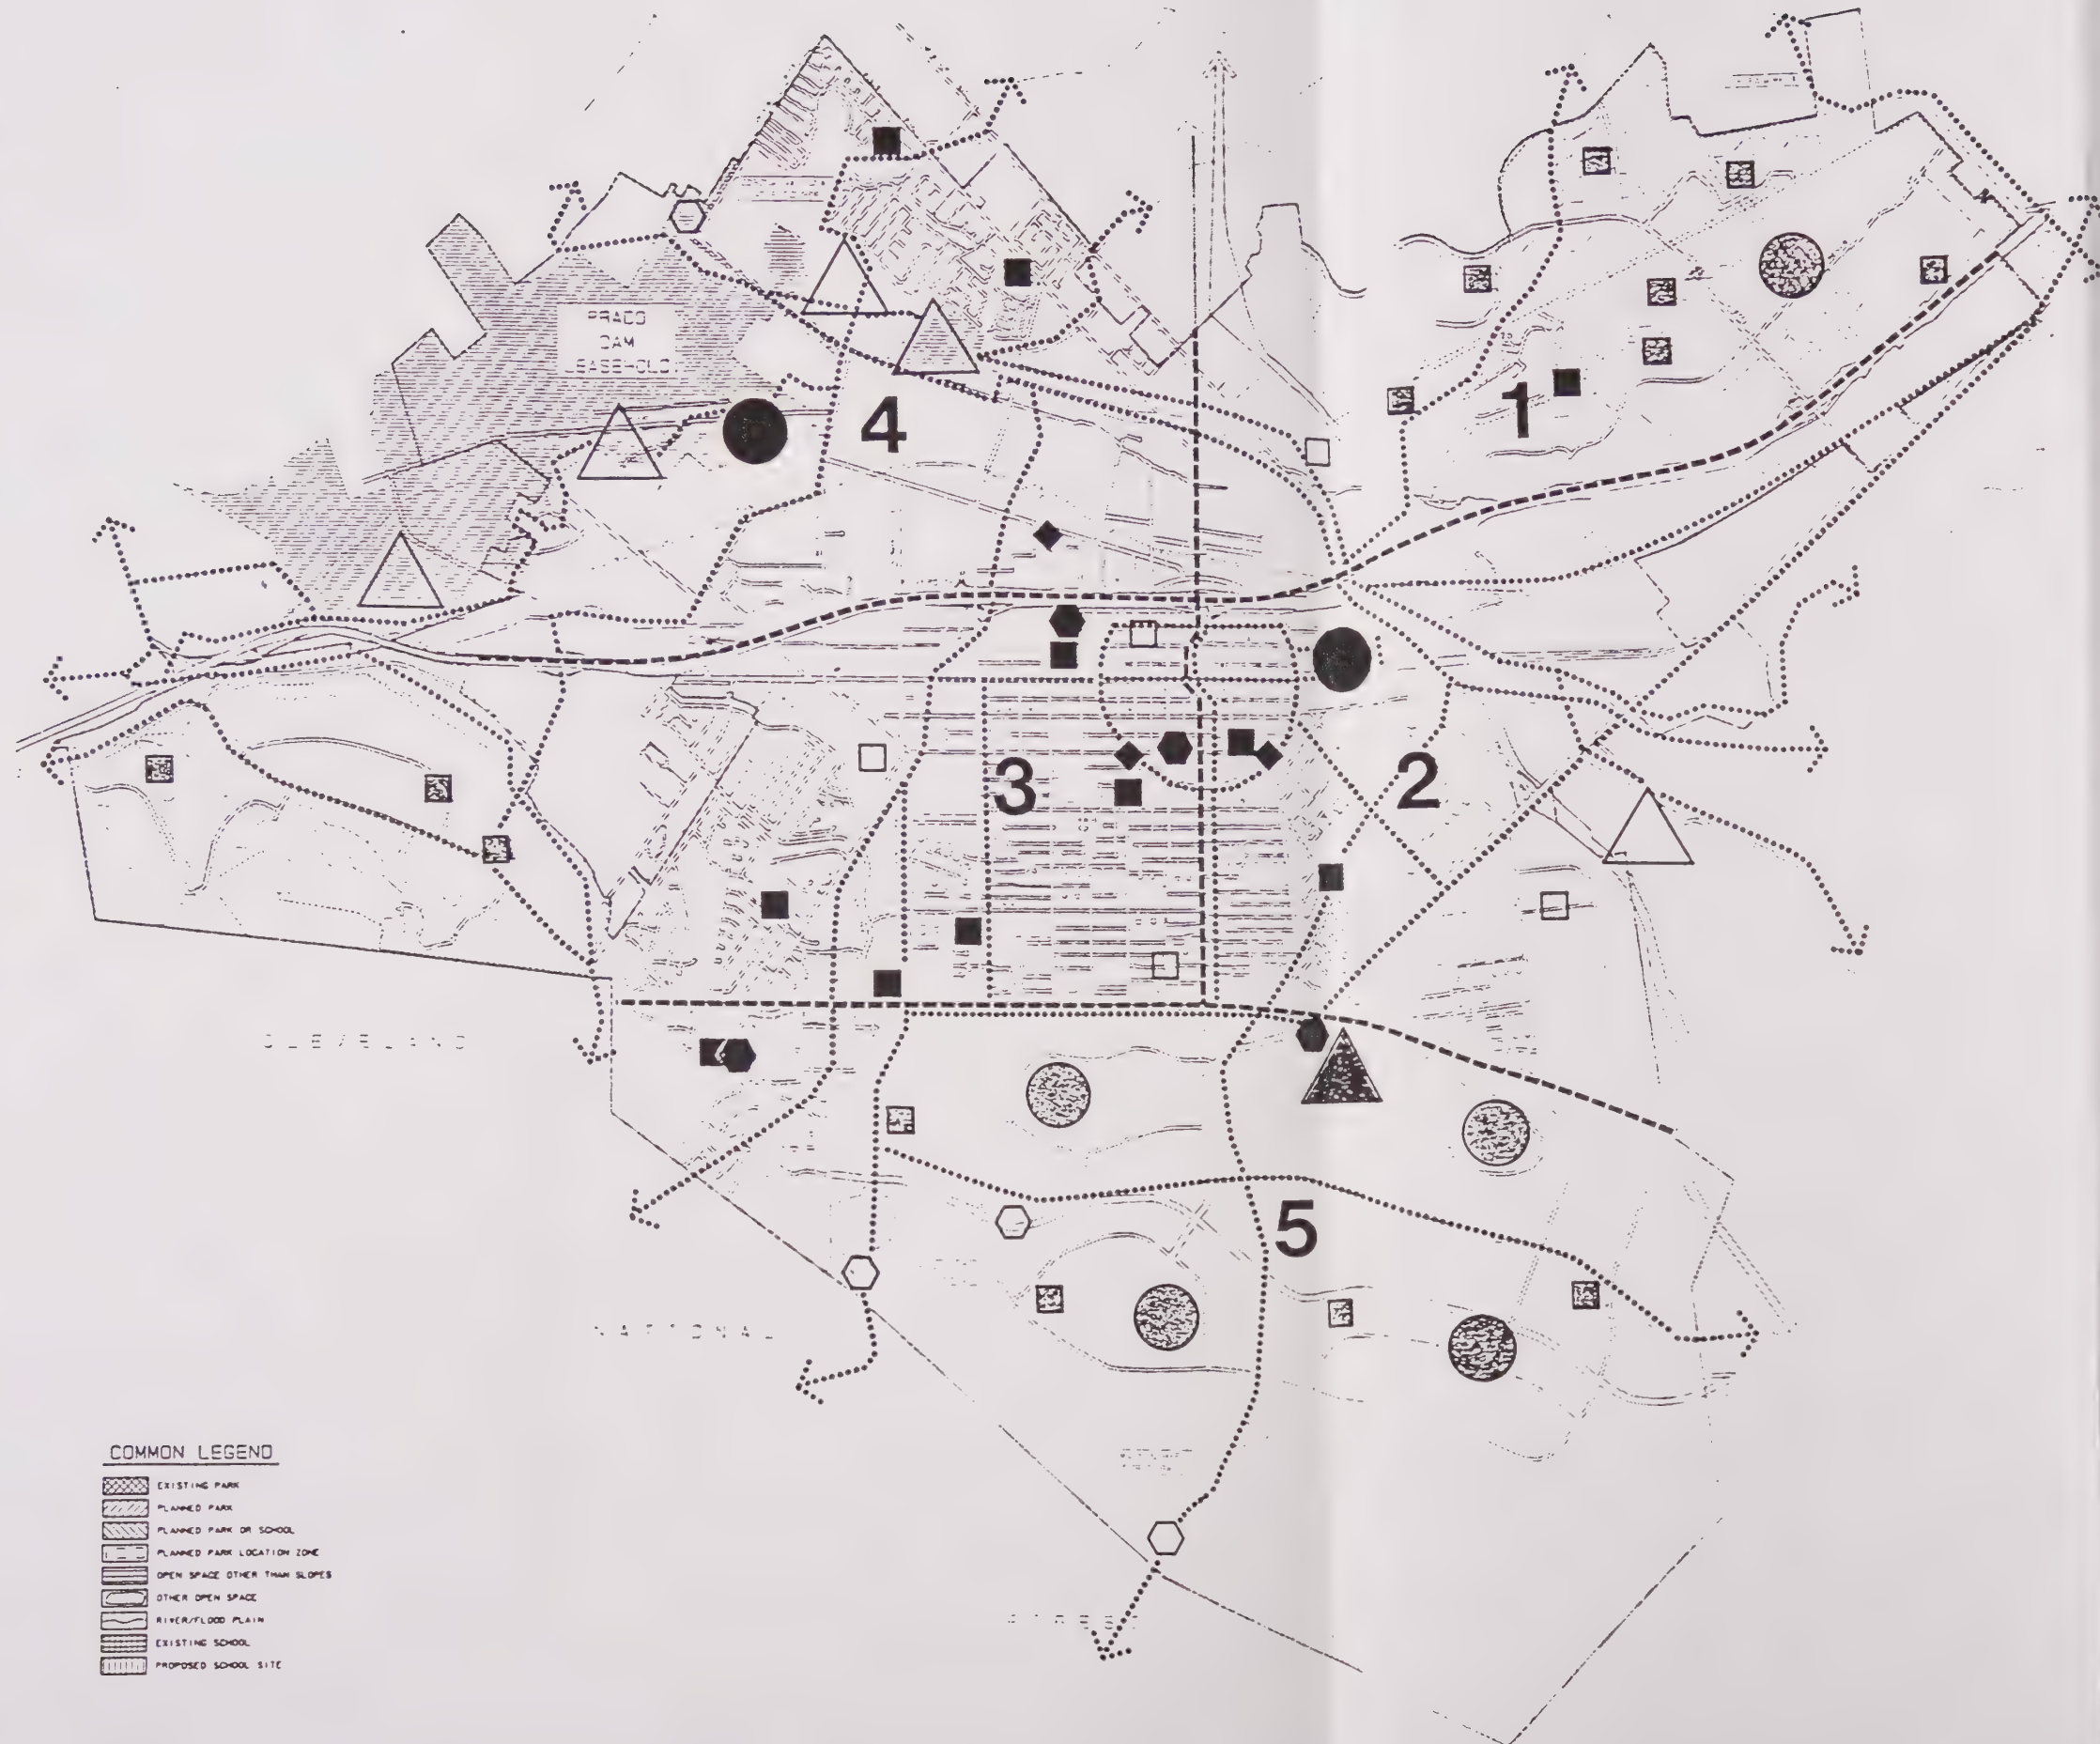 PRADO
DAM
LEASEHOLD
1
4
3
2
CLEVELAND
5
NATIONAL
COMMON LEGEND
EXISTING PARK
PLANNED PARK
PLANNED PARK OR SCHOOL
PLANNED PARK LOCATION ZONE
OPEN SPACE OTHER THAN SLOPES
OTHER OPEN SPACE
RIVER/FLOOD PLAIN
EXISTING SCHOOL
PROPOSED SCHOOL SITE
FOREST